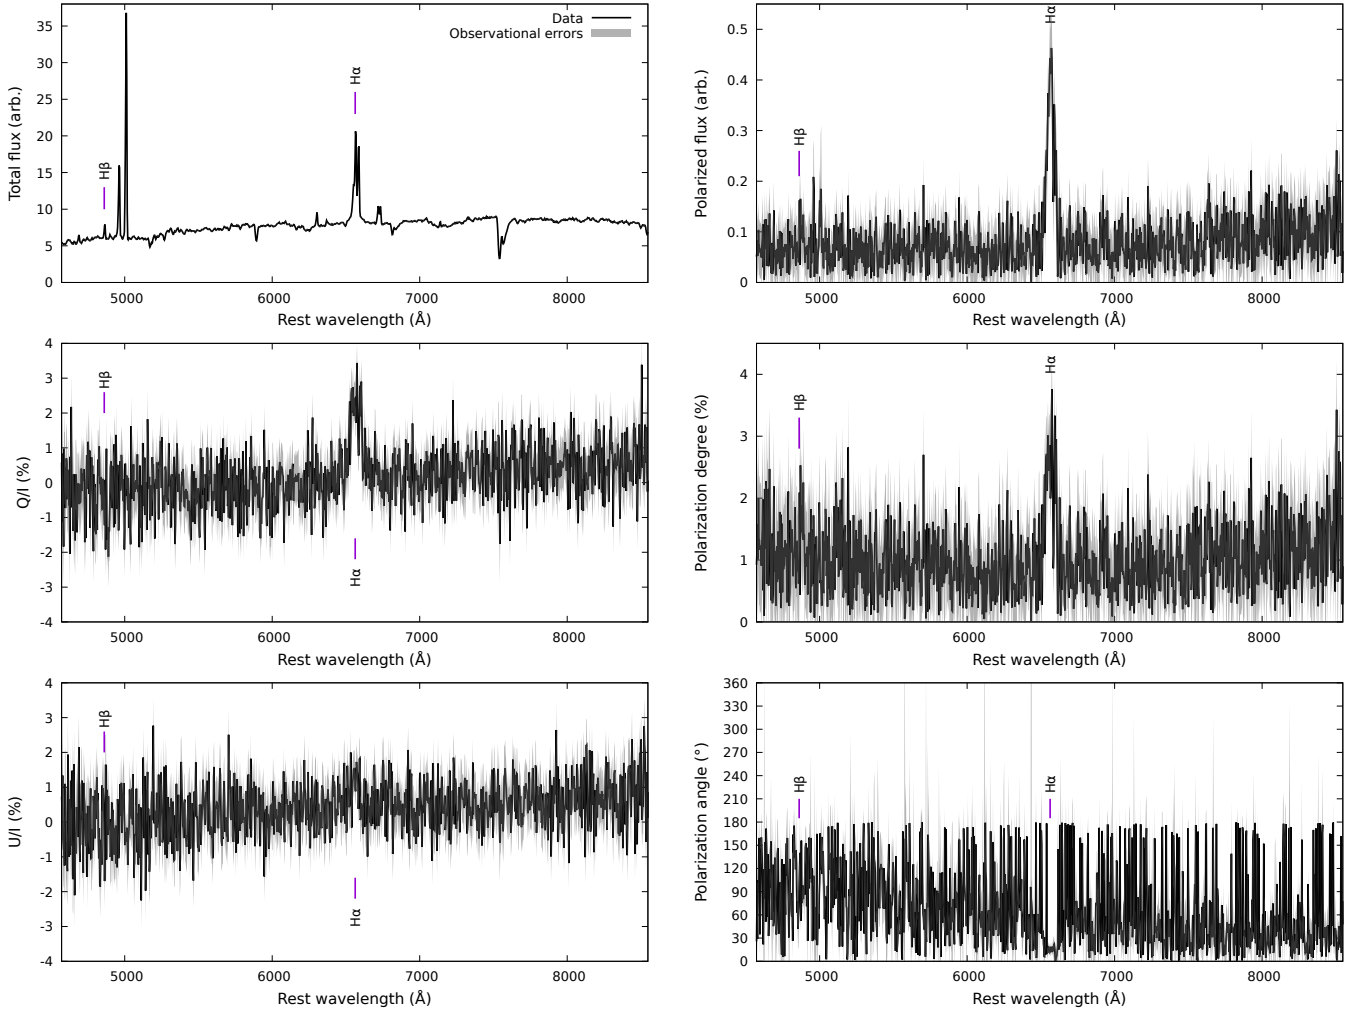 Total flux (arb.)
35
30
25
20
15
10
5
0
5000
6000
7000
8000
Rest wavelength (Å)
Data
Observational errors
Hβ
Hα
Polarized flux (arb.)
0.5
0.4
0.3
0.2
0.1
0
5000
6000
7000
8000
Rest wavelength (Å)
Hβ
Hα
Q/I (%)
4
3
2
1
0
-1
-2
-3
-4
5000
6000
7000
8000
Rest wavelength (Å)
Hβ
Hα
Polarization degree (%)
4
3
2
1
0
5000
6000
7000
8000
Rest wavelength (Å)
Hβ
Hα
U/I (%)
4
3
2
1
0
-1
-2
-3
-4
5000
6000
7000
8000
Rest wavelength (Å)
Hβ
Hα
Polarization angle (°)
360
330
300
270
240
210
180
150
120
90
60
30
0
5000
6000
7000
8000
Rest wavelength (Å)
Hβ
Hα